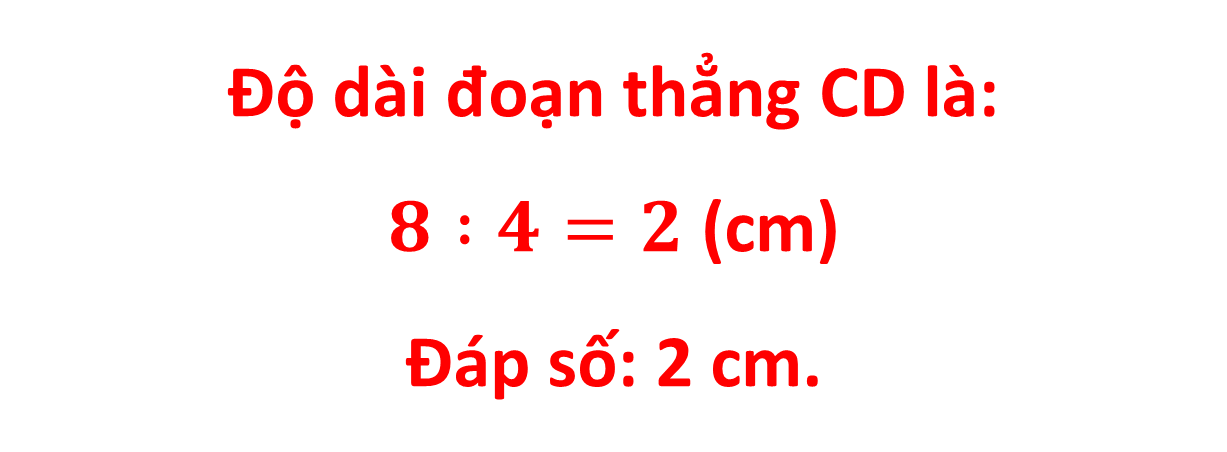 Độ dài đoạn thẳng CD là:
8 : 4 = 2 (cm)
Đáp số: 2 cm.